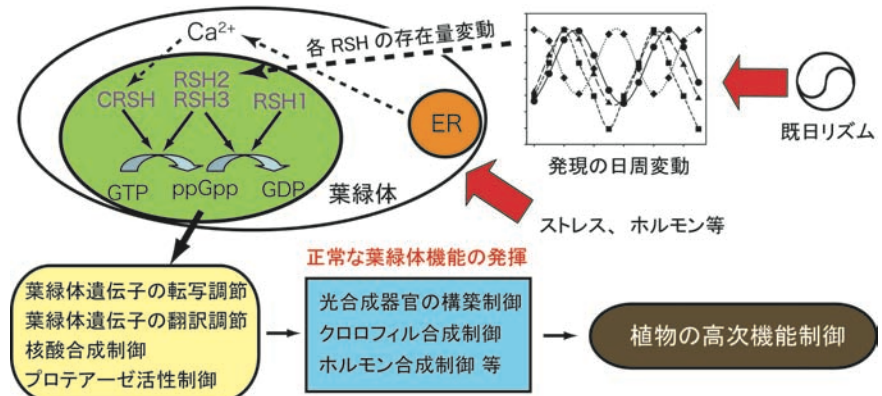 Ca²⁺
各 RSH の存在量変動
RSH2
CRSH RSH3 RSH1
ER
GTP ppGpp GDP
葉緑体
発現の日周変動
既日リズム
ストレス、ホルモン等
正常な葉緑体機能の発揮
葉緑体遺伝子の転写調節
葉緑体遺伝子の翻訳調節
核酸合成制御
プロテアーゼ活性制御
光合成器官の構築制御
クロロフィル合成制御
ホルモン合成制御 等
植物の高次機能制御